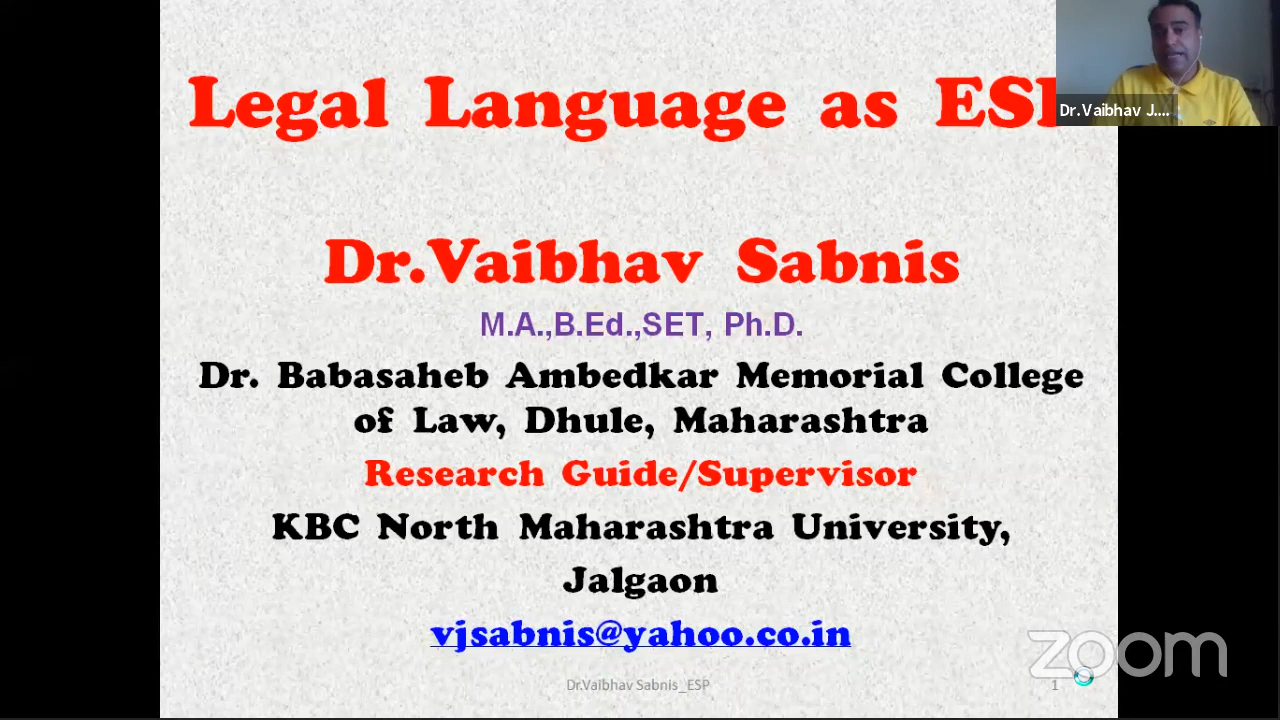 Legal Language as ESP
Dr.Vaibhav J....
Dr.Vaibhav Sabnis
M.A.,B.Ed.,SET, Ph.D.
Dr. Babasaheb Ambedkar Memorial College
of Law, Dhule, Maharashtra
Research Guide/Supervisor
KBC North Maharashtra University,
Jalgaon
vjsabnis@yahoo.co.in
Dr.Vaibhav Sabnis_ESP
1
zoom